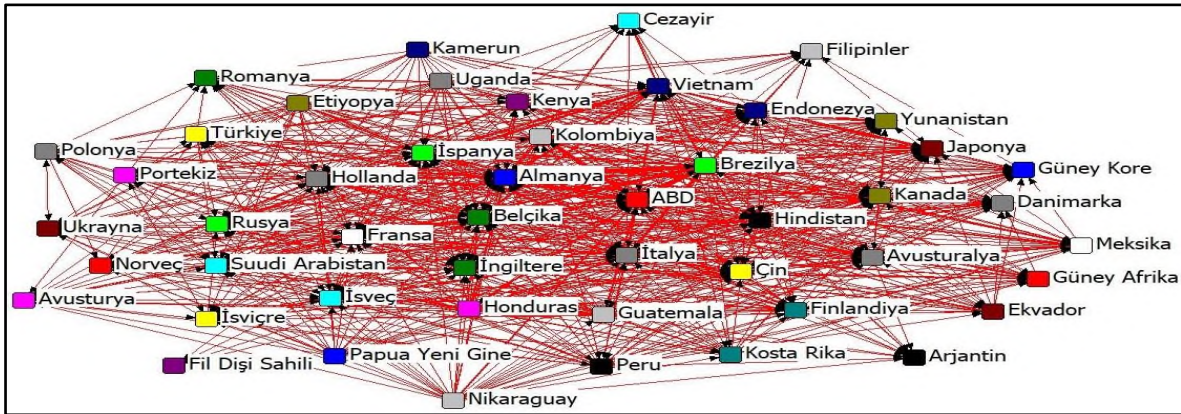 Cezayir
Kamerun
Filipinler
Romanya
Uganda
Vietnam
Etiyopya
Kenya
Endonezya
Yunanistan
Türkiye
Kolombiya
Polonya
İspanya
Japonya
Portekiz
Hollanda
Almanya
Brezilya
Güney Kore
ABD
Kanada
Danimarka
Ukrayna
Rusya
Belçika
Hindistan
Fransa
Meksika
Norveç
Suudi Arabistan
İngiltere
İtalya
Çin
Avusturalya
Güney Afrika
Avusturya
İsveç
Honduras
Guatemala
Finlandiya
Ekvador
İsviçre
Fil Dişi Sahili
Papua Yeni Gine
Peru
Kosta Rika
Arjantin
Nikaraguay